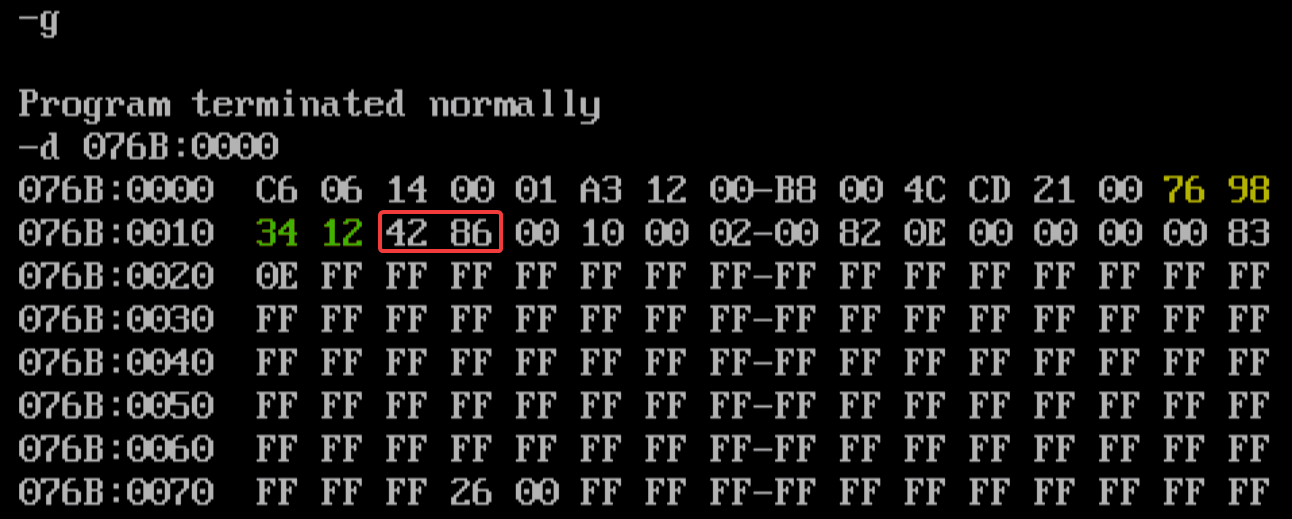 -g
Program terminated normally
-d 076B:0000
076B:0000 C6 06 14 00 01 A3 12 00-B8 00 4C CD 21 00 76 98
076B:0010 34 12 42 86 00 10 00 02-00 82 0E 00 00 00 00 83
076B:0020 0E FF FF FF FF FF FF FF-FF FF FF FF FF FF FF FF
076B:0030 FF FF FF FF FF FF FF FF-FF FF FF FF FF FF FF FF
076B:0040 FF FF FF FF FF FF FF FF-FF FF FF FF FF FF FF FF
076B:0050 FF FF FF FF FF FF FF FF-FF FF FF FF FF FF FF FF
076B:0060 FF FF FF FF FF FF FF FF-FF FF FF FF FF FF FF FF
076B:0070 FF FF FF 26 00 FF FF FF-FF FF FF FF FF FF FF FF